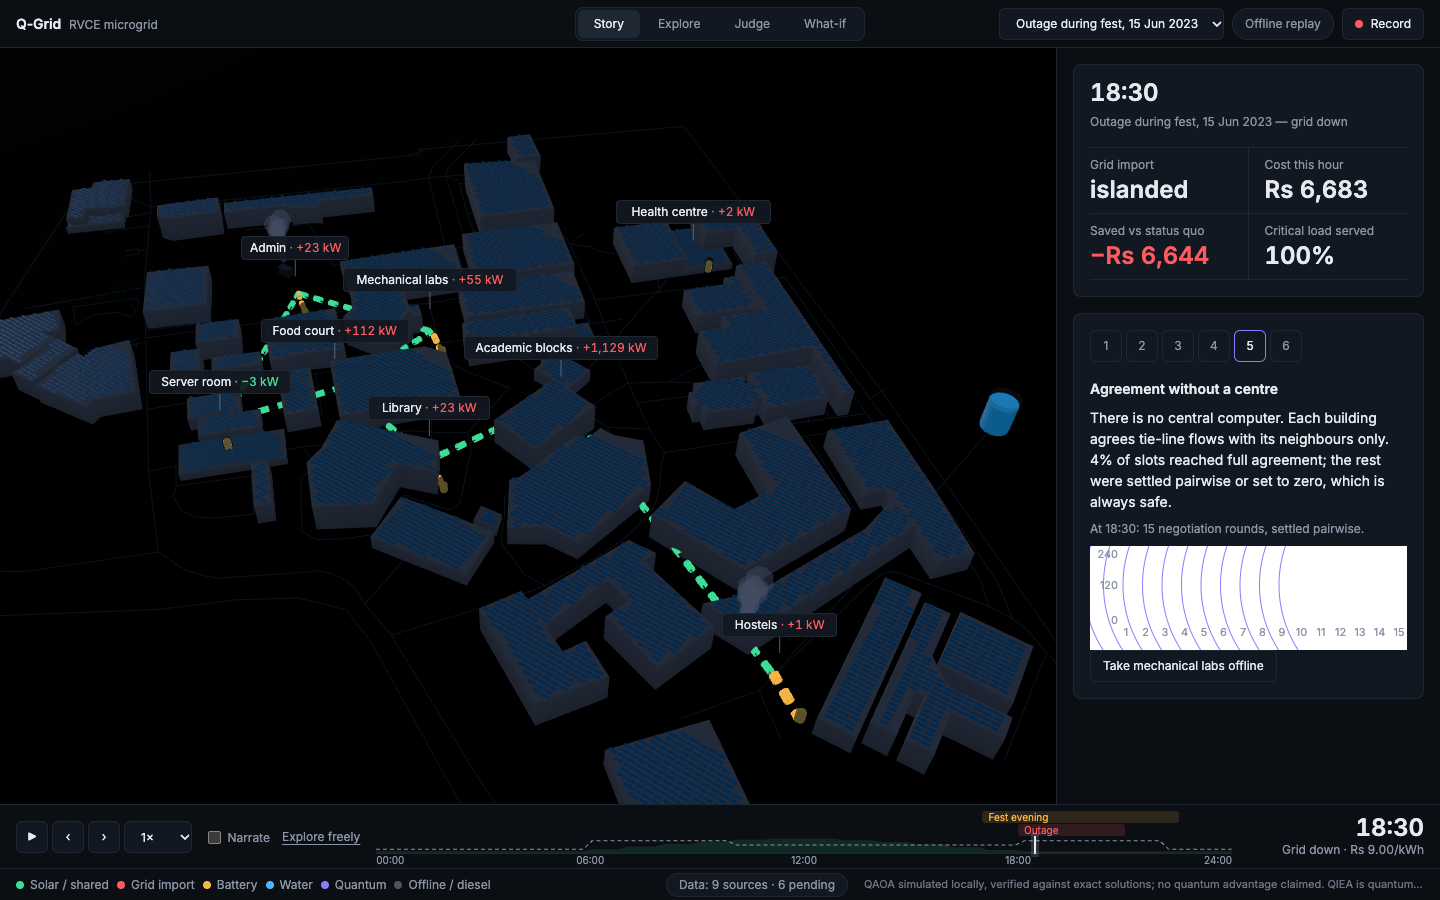 Q-Grid RVCE microgrid
Story Explore Judge What-if
Outage during fest, 15 Jun 2023
Offline replay
Record
Health centre · +2 kW
Admin · +23 kW
Mechanical labs · +55 kW
Food court · +112 kW
Academic blocks · +1,129 kW
Server room · −3 kW
Library · +23 kW
Hostels · +1 kW
18:30
Outage during fest, 15 Jun 2023 — grid down
Grid import
islanded
Cost this hour
Rs 6,683
Saved vs status quo
−Rs 6,644
Critical load served
100%
1 2 3 4 5 6
Agreement without a centre
There is no central computer. Each building
agrees tie-line flows with its neighbours only.
4% of slots reached full agreement; the rest
were settled pairwise or set to zero, which is
always safe.
At 18:30: 15 negotiation rounds, settled pairwise.
240
120
0
1 2 3 4 5 6 7 8 9 10 11 12 13 14 15
Take mechanical labs offline
1×
Narrate
Explore freely
Fest evening
Outage
00:00 06:00 12:00 18:00 24:00
18:30
Grid down · Rs 9.00/kWh
Solar / shared Grid import Battery Water Quantum Offline / diesel
Data: 9 sources · 6 pending
QAOA simulated locally, verified against exact solutions; no quantum advantage claimed. QIEA is quantum...